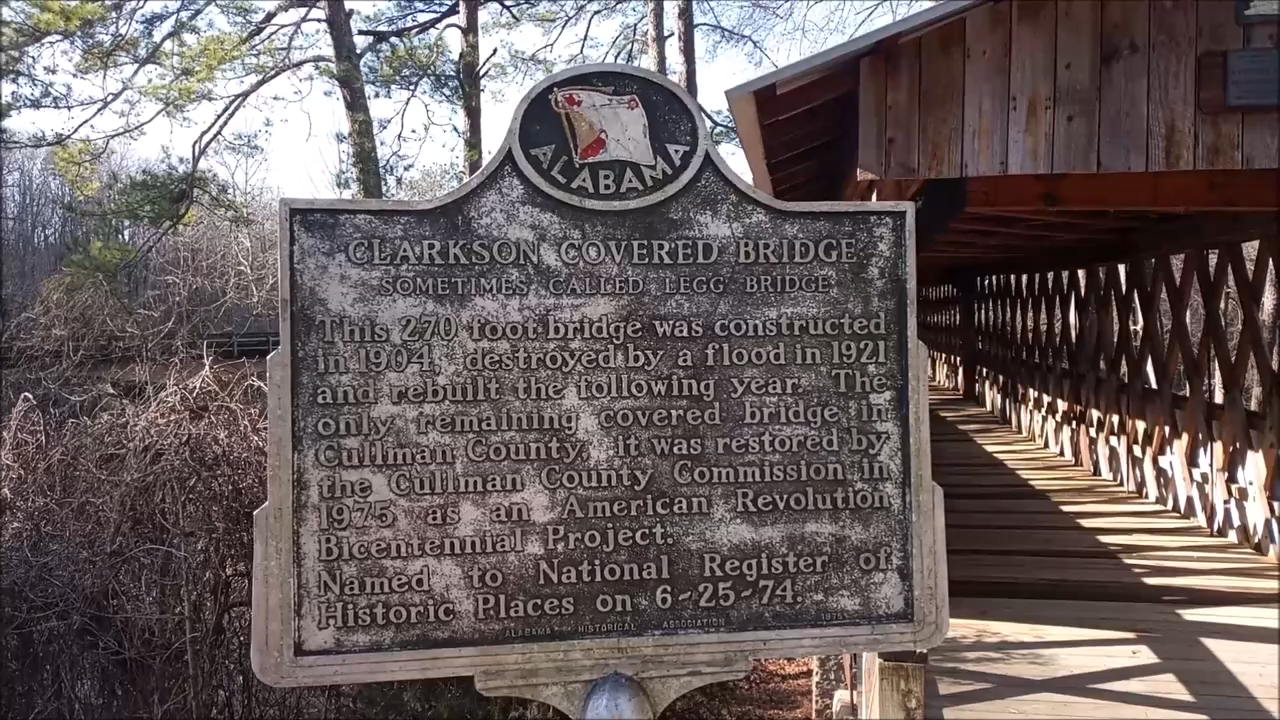 ALABAMA
CLARKSON COVERED BRIDGE
SOMETIMES CALLED LEGG BRIDGE
This 270 foot bridge was constructed
in 1904, destroyed by a flood in 1921
and rebuilt the following year. The
only remaining covered bridge in
Cullman County, it was restored by
the Cullman County Commission in
1975 as an American Revolution
Bicentennial Project.
Named to National Register of
Historic Places on 6-25-74.
ALABAMA HISTORICAL ASSOCIATION 1975